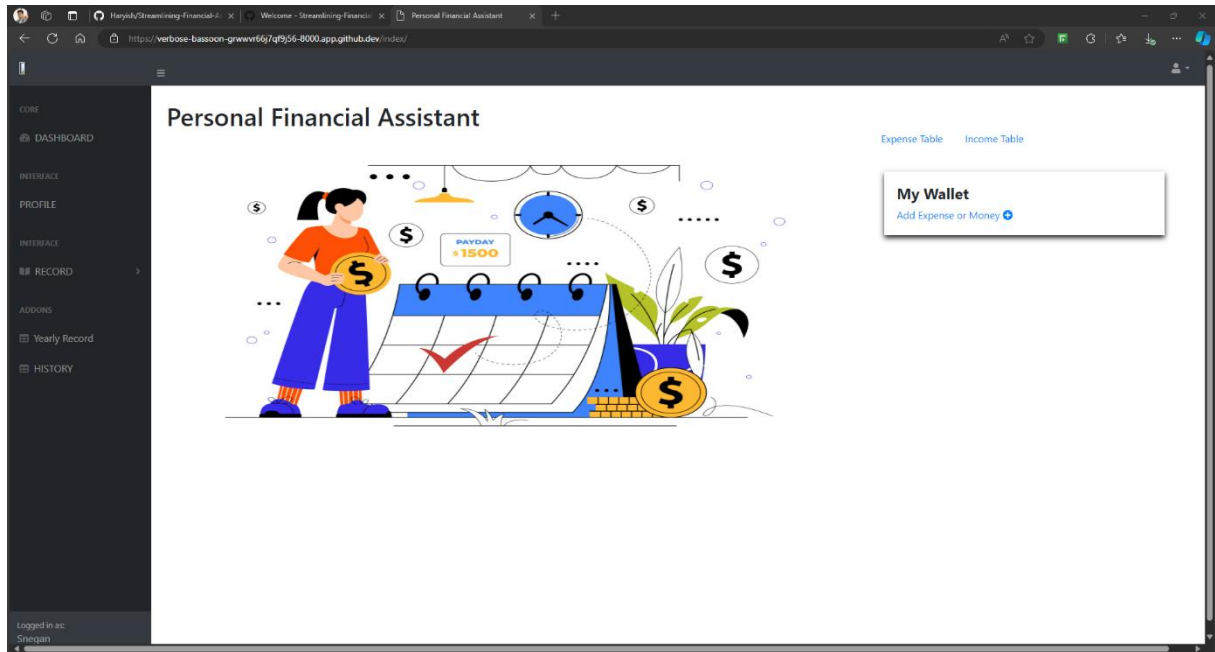 Haryish/Streamlining-Financial-A
Welcome - Streamlining-Financia
Personal Financial Assistant
https://verbose-bassoon-grwwvr66j7qf9j56-8000.app.github.dev/index/
CORE
DASHBOARD
INTERFACE
PROFILE
INTERFACE
RECORD
ADDONS
Yearly Record
HISTORY
Logged in as:
Sneqan
Personal Financial Assistant
PAYDAY
$1500
$
$
$
$
$
$
Expense Table Income Table
My Wallet
Add Expense or Money